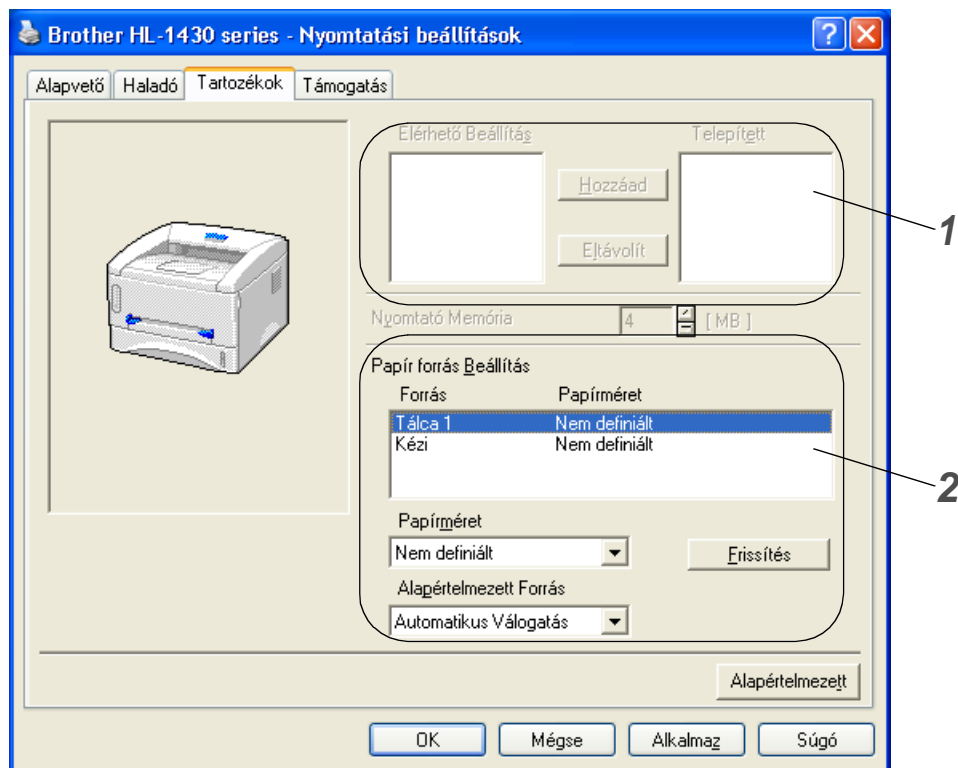 Brother HL-1430 series - Nyomtatási beállítások
Alapvető Haladó Tartozékok Támogatás
Elérhető Beállítás Telepített
Hozzáad
Eltávolít
1
Nyomtató Memória 4 [ MB ]
Papír forrás Beállítás
Forrás Papírméret
Tálca 1 Nem definiált
Kézi Nem definiált
2
Papírméret
Nem definiált Frissítés
Alapértelmezett Forrás
Automatikus Válogatás
Alapértelmezett
OK Mégse Alkalmaz Súgó